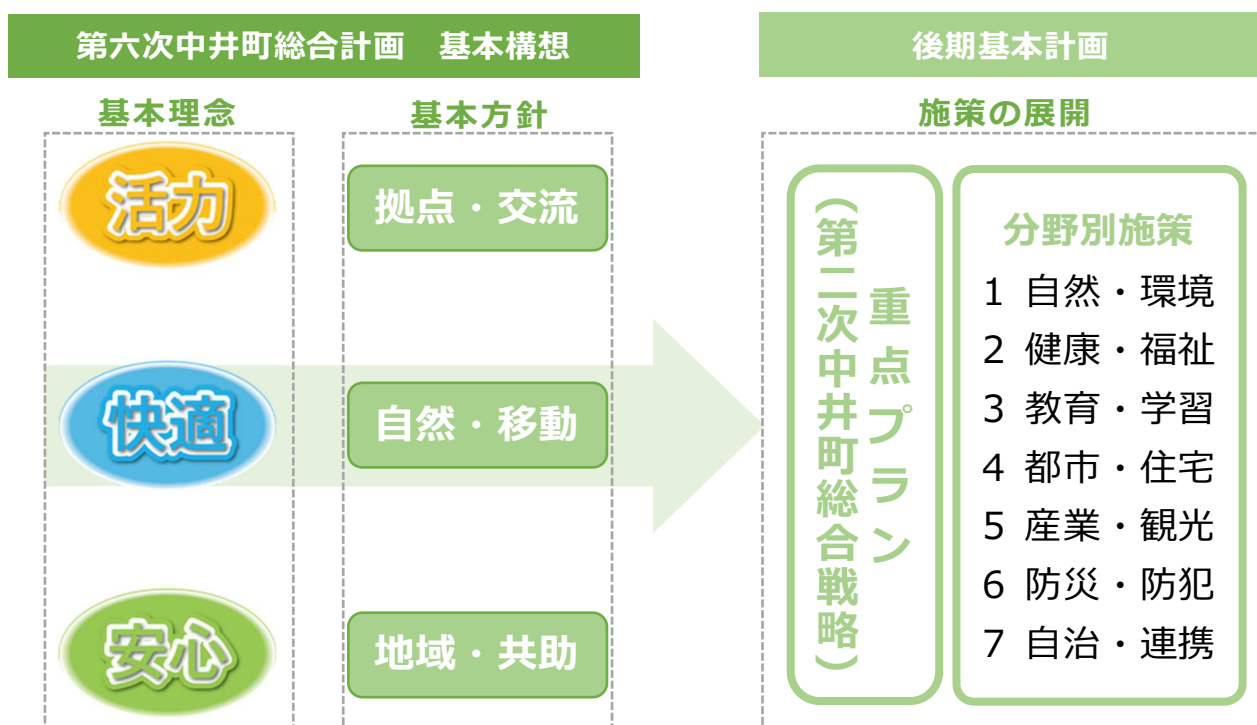 第六次中井町総合計画　基本構想
基本理念
基本方針
活力
拠点・交流
快適
自然・移動
安心
地域・共助
後期基本計画
施策の展開
重点プラン
（第二次中井町総合戦略）
分野別施策
1 自然・環境
2 健康・福祉
3 教育・学習
4 都市・住宅
5 産業・観光
6 防災・防犯
7 自治・連携